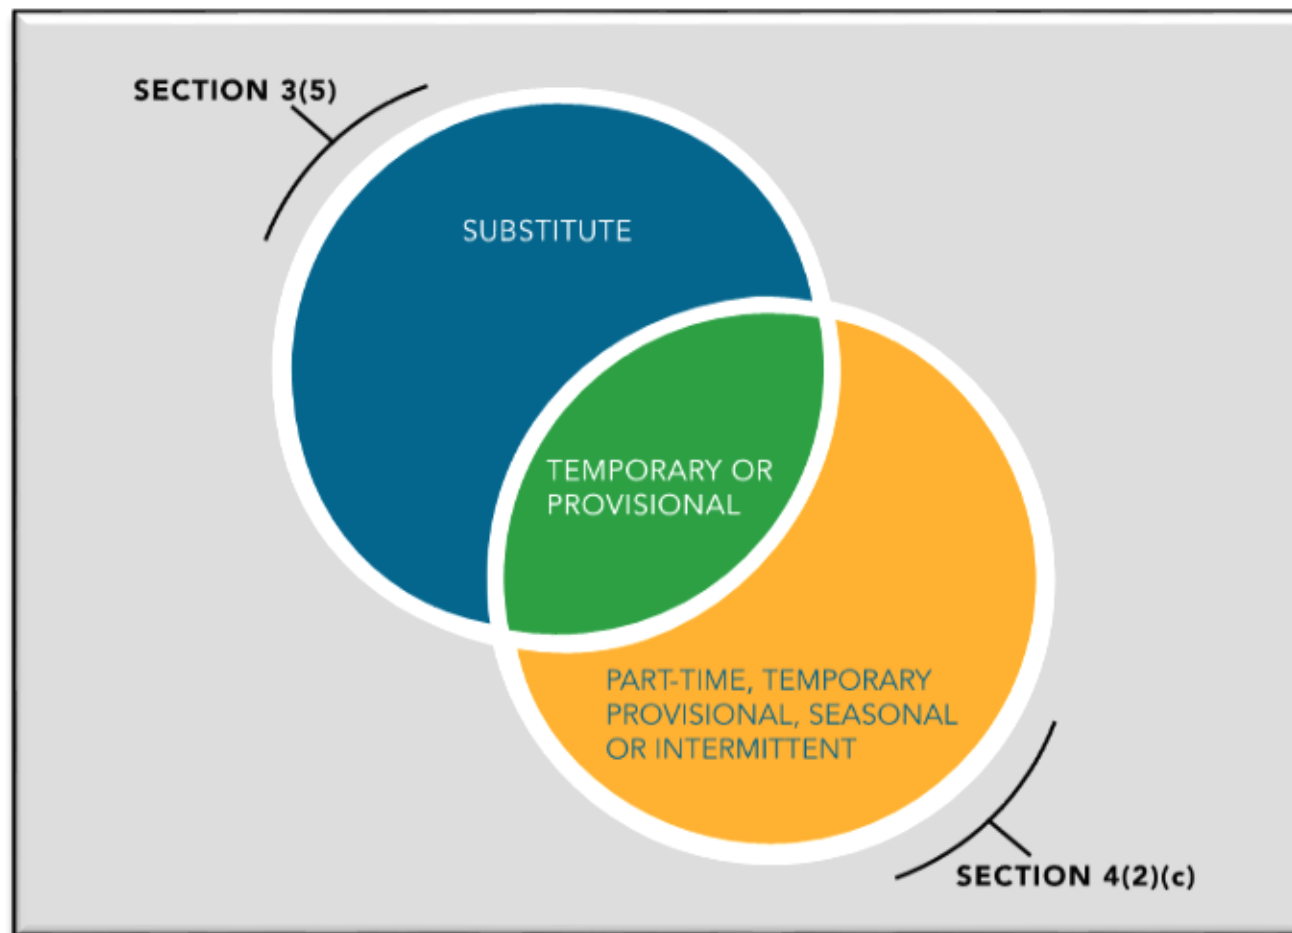 SECTION 3(5)
SUBSTITUTE
TEMPORARY OR
PROVISIONAL
PART-TIME, TEMPORARY
PROVISIONAL, SEASONAL
OR INTERMITTENT
SECTION 4(2)(c)